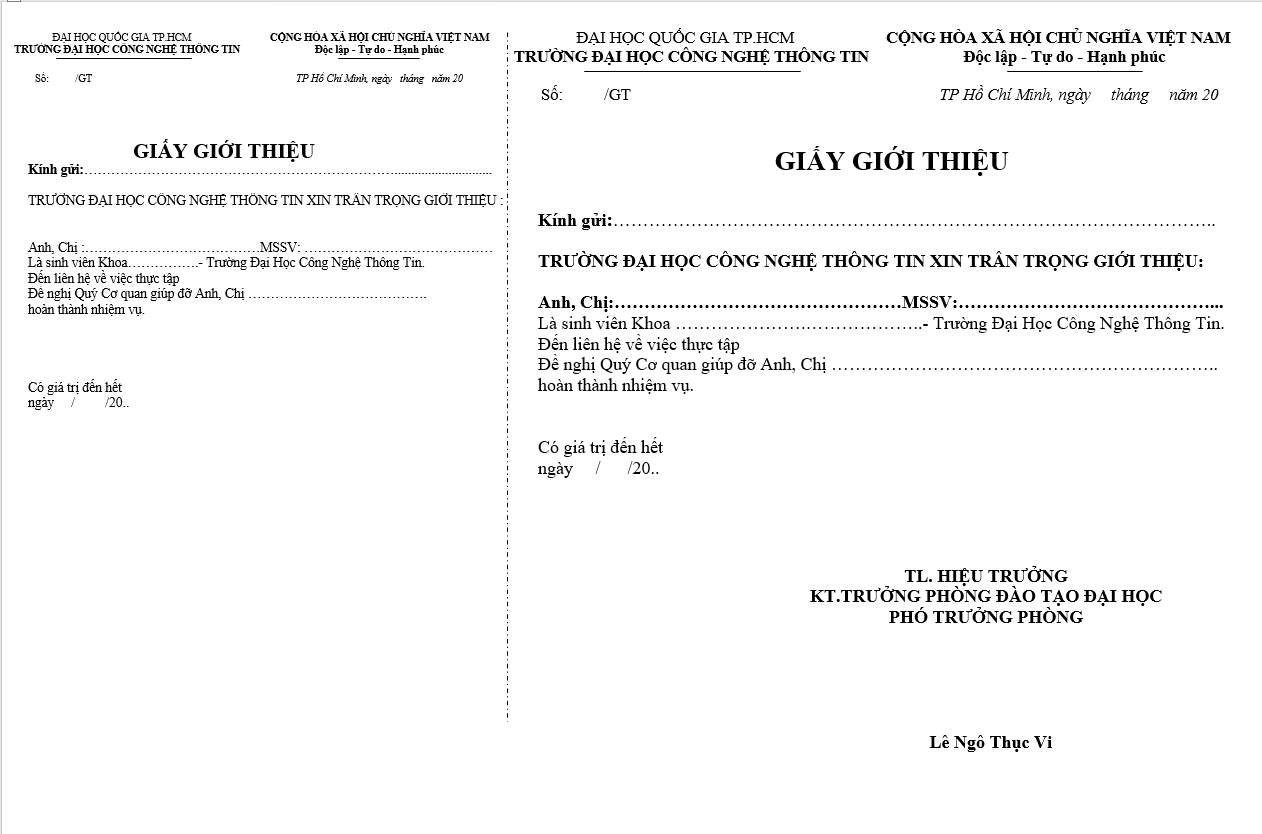 ĐẠI HỌC QUỐC GIA TP.HCM
TRƯỜNG ĐẠI HỌC CÔNG NGHỆ THÔNG TIN
CỘNG HÒA XÃ HỘI CHỦ NGHĨA VIỆT NAM
Độc lập - Tự do - Hạnh phúc
Số: /GT
TP Hồ Chí Minh, ngày tháng năm 20
GIẤY GIỚI THIỆU
Kính gửi:…………………………………………………………….............................
TRƯỜNG ĐẠI HỌC CÔNG NGHỆ THÔNG TIN XIN TRÂN TRỌNG GIỚI THIỆU :
Anh, Chị :…………………………………MSSV: ……………………………………
Là sinh viên Khoa…………….- Trường Đại Học Công Nghệ Thông Tin.
Đến liên hệ về việc thực tập
Đề nghị Quý Cơ quan giúp đỡ Anh, Chị ………………………………….
hoàn thành nhiệm vụ.
Có giá trị đến hết
ngày / /20..
ĐẠI HỌC QUỐC GIA TP.HCM
TRƯỜNG ĐẠI HỌC CÔNG NGHỆ THÔNG TIN
CỘNG HÒA XÃ HỘI CHỦ NGHĨA VIỆT NAM
Độc lập - Tự do - Hạnh phúc
Số: /GT
TP Hồ Chí Minh, ngày tháng năm 20
GIẤY GIỚI THIỆU
Kính gửi:………………………………………………………………………………………..
TRƯỜNG ĐẠI HỌC CÔNG NGHỆ THÔNG TIN XIN TRÂN TRỌNG GIỚI THIỆU:
Anh, Chị:…………………………………………MSSV:……………………………………...
Là sinh viên Khoa ………………….………………..- Trường Đại Học Công Nghệ Thông Tin.
Đến liên hệ về việc thực tập
Đề nghị Quý Cơ quan giúp đỡ Anh, Chị ………………………………………………………..
hoàn thành nhiệm vụ.
Có giá trị đến hết
ngày / /20..
TL. HIỆU TRƯỞNG
KT.TRƯỞNG PHÒNG ĐÀO TẠO ĐẠI HỌC
PHÓ TRƯỞNG PHÒNG
Lê Ngô Thục Vi